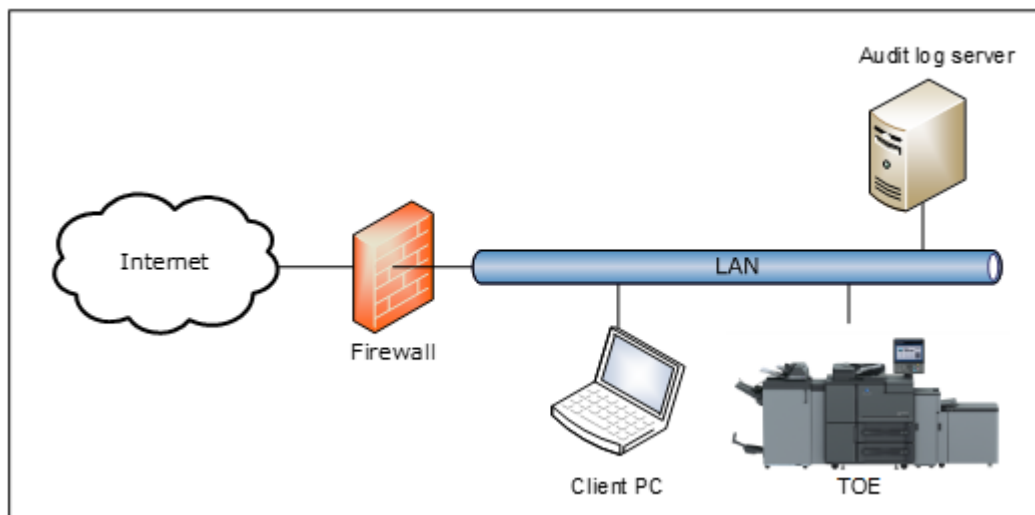 Audit log server
Internet
LAN
Firewall
Client PC
TOE